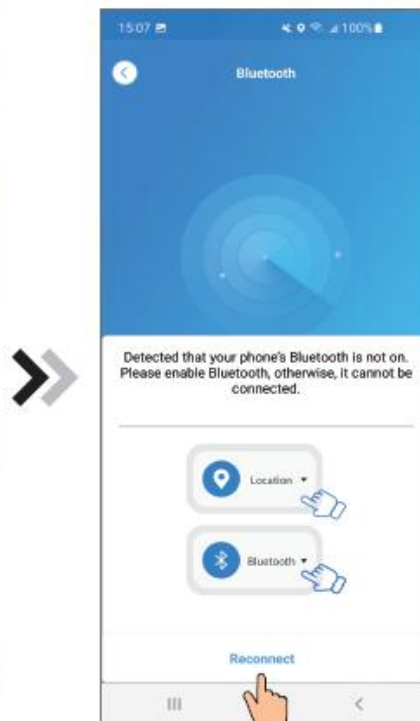 15:07 100%
Bluetooth
Detected that your phone's Bluetooth is not on.
Please enable Bluetooth, otherwise, it cannot be
connected.
Location
Bluetooth
Reconnect